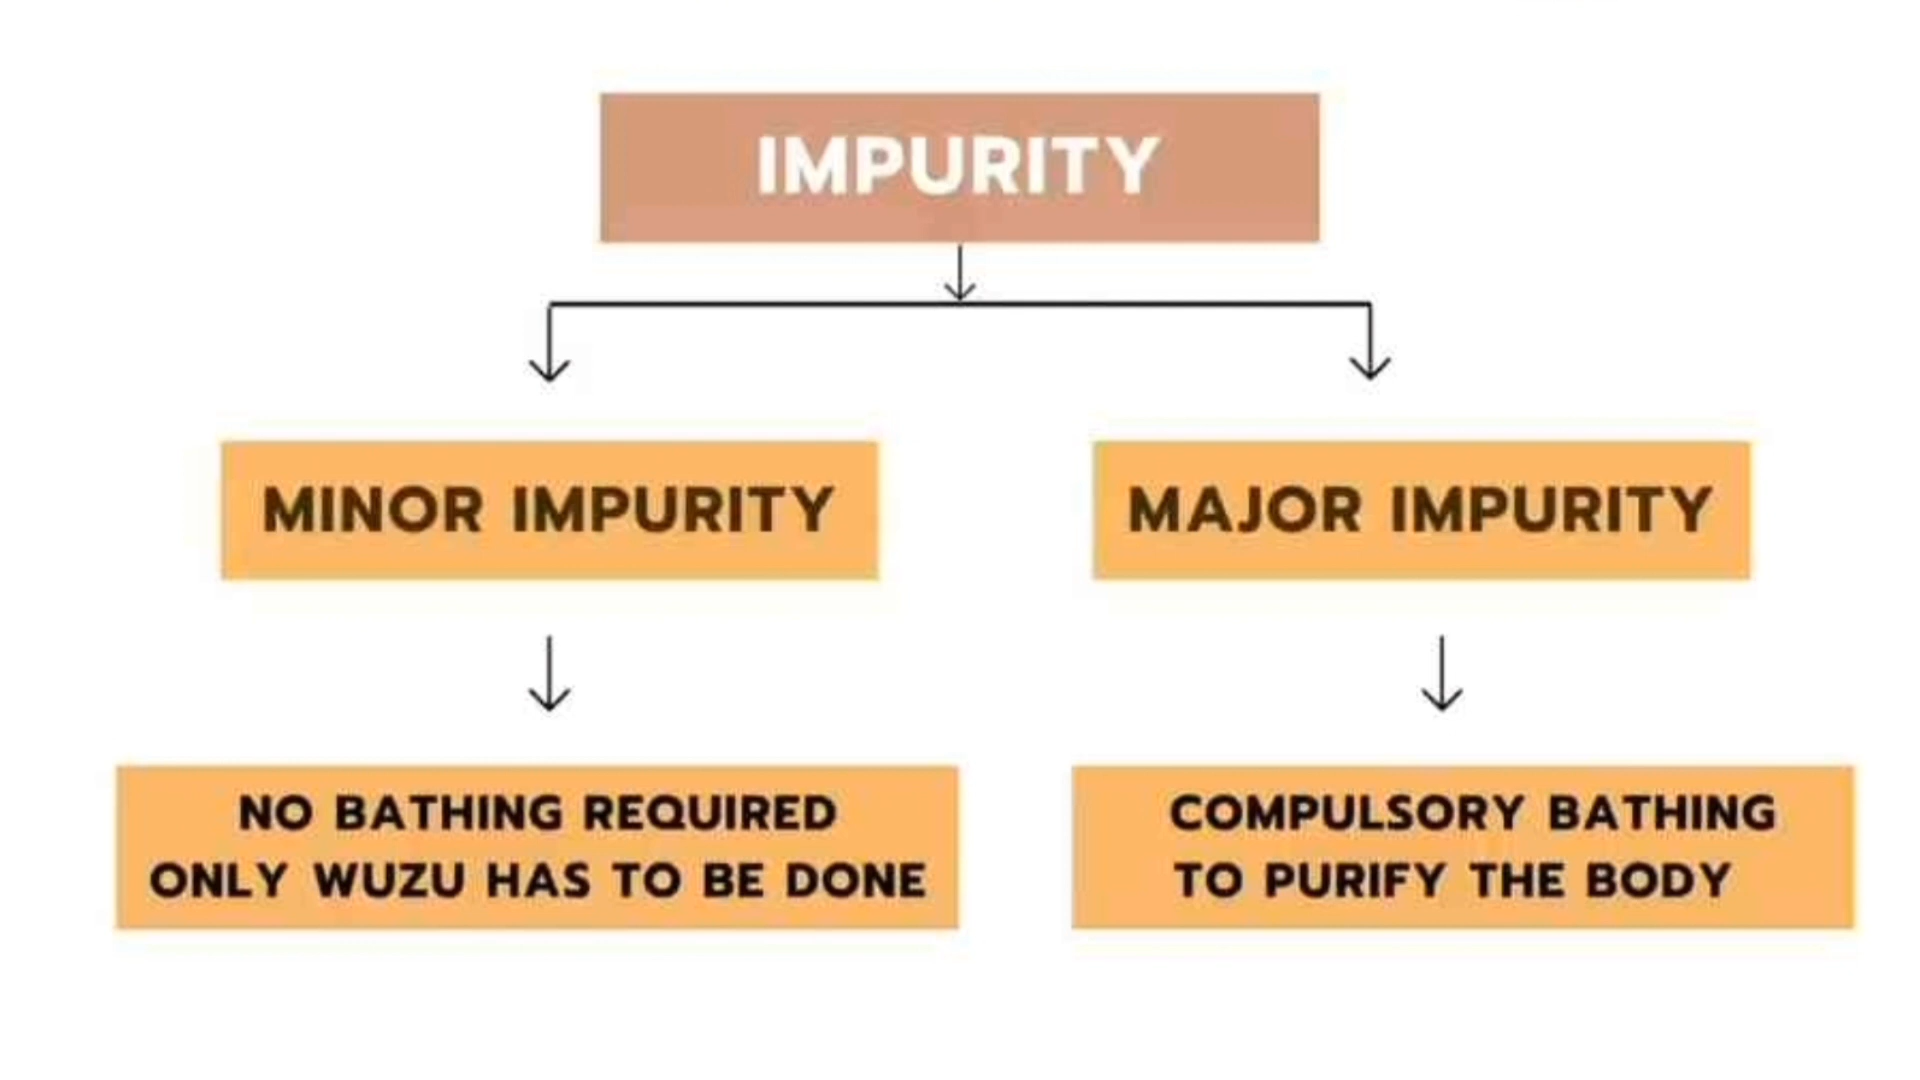 IMPURITY
MINOR IMPURITY
MAJOR IMPURITY
NO BATHING REQUIRED
ONLY WUZU HAS TO BE DONE
COMPULSORY BATHING
TO PURIFY THE BODY